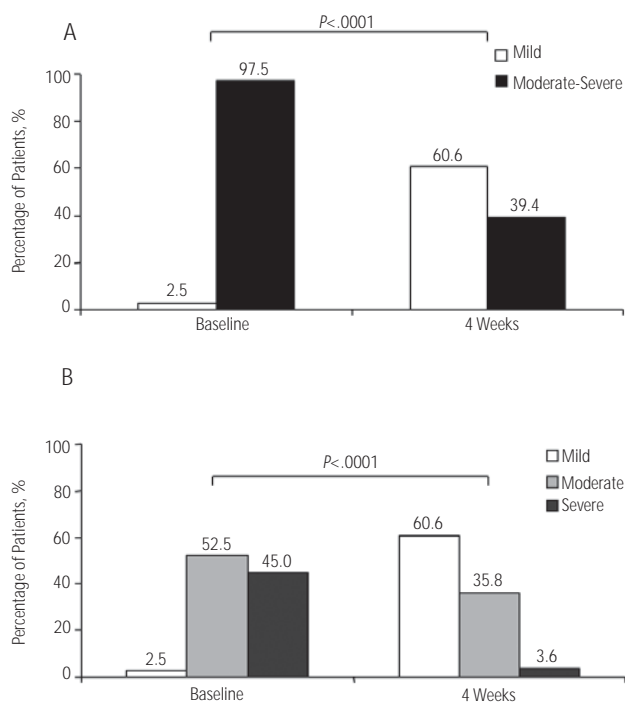 A
P<.0001
Mild
Moderate-Severe
Percentage of Patients, %
100
80
60
40
20
0
2.5
97.5
60.6
39.4
Baseline
4 Weeks
B
P<.0001
Mild
Moderate
Severe
Percentage of Patients, %
100
80
60
40
20
0
2.5
52.5
45.0
60.6
35.8
3.6
Baseline
4 Weeks